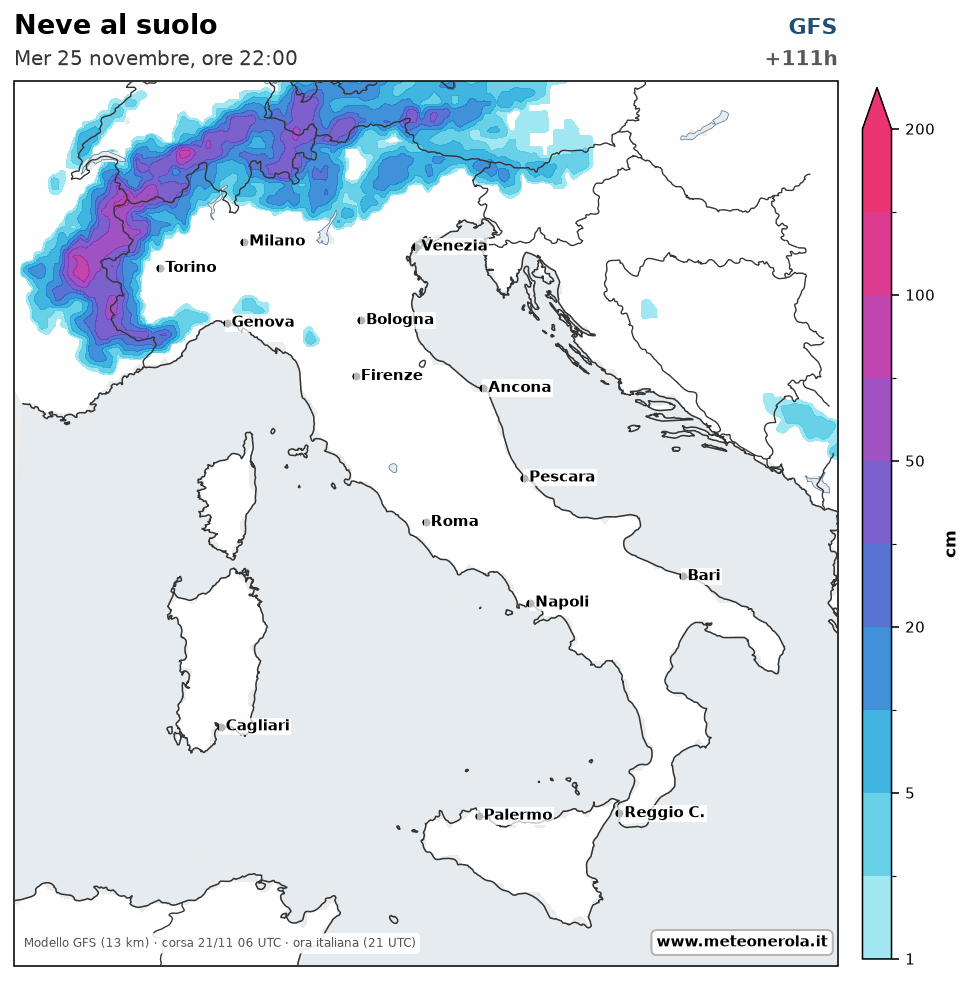 Neve al suolo
GFS
Mer 25 novembre, ore 22:00
+111h
200
Milano
Venezia
Torino
100
Genova
Bologna
Firenze
Ancona
50
Pescara
Roma
cm
Bari
Napoli
20
Cagliari
5
Palermo
Reggio C.
Modello GFS (13 km) · corsa 21/11 06 UTC · ora italiana (21 UTC)
www.meteonerola.it
1